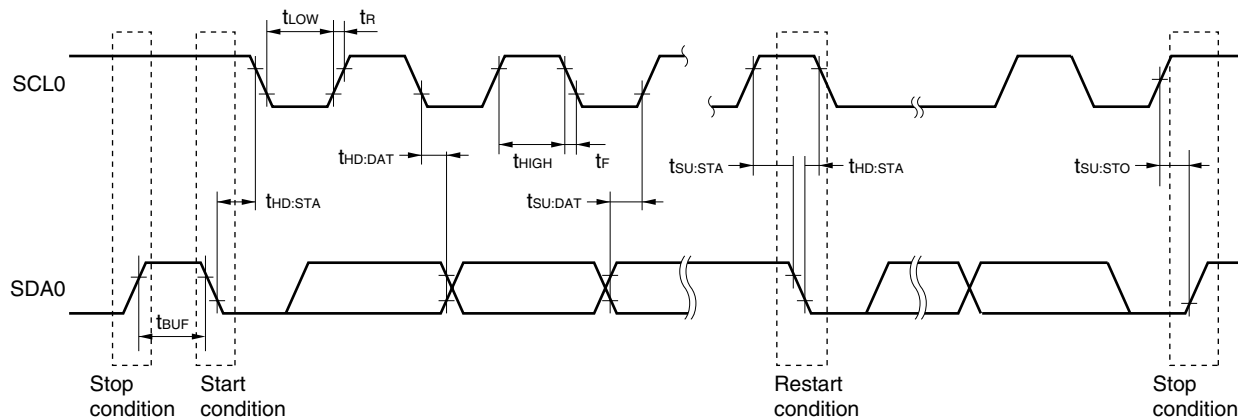 tLOW tR
SCL0
tHD:DAT tHIGH tF tSU:STA tHD:STA tSU:STO
tHD:STA tSU:DAT
SDA0
tBUF
Stop condition
Start condition
Restart condition
Stop condition